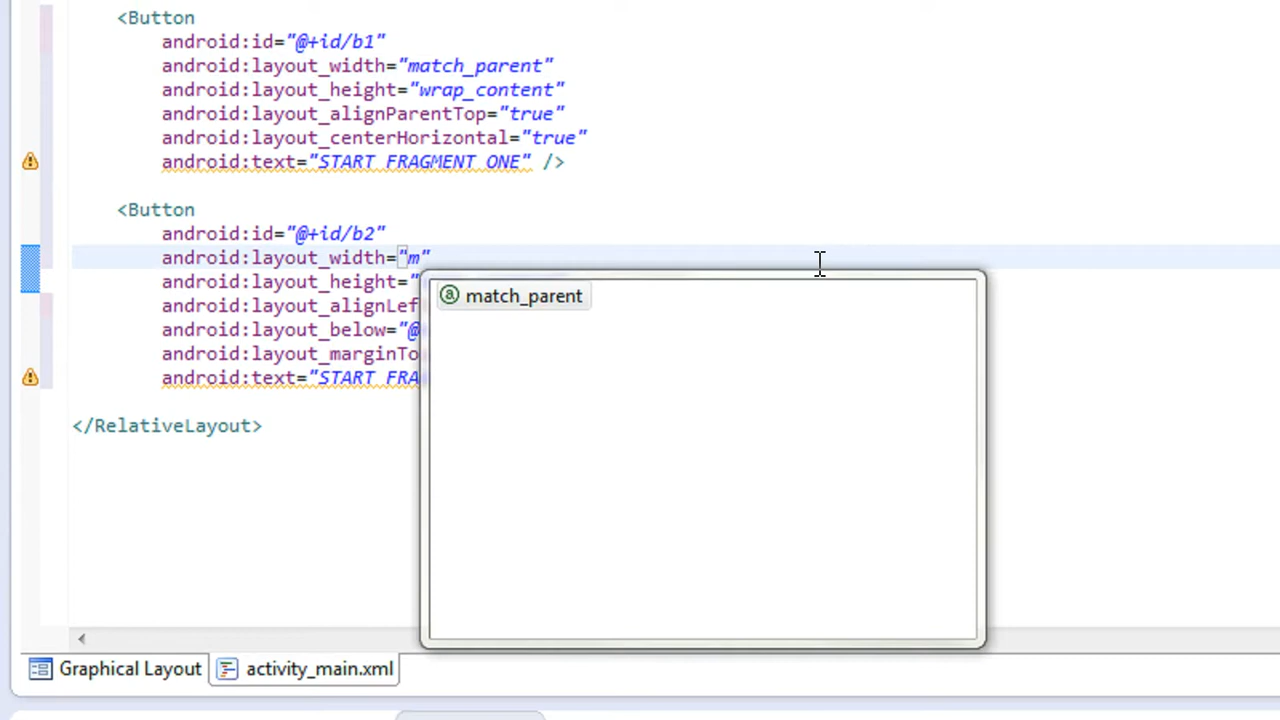 <Button
android:id="@+id/b1"
android:layout_width="match_parent"
android:layout_height="wrap_content"
android:layout_alignParentTop="true"
android:layout_centerHorizontal="true"
android:text="START FRAGMENT ONE" />
<Button
android:id="@+id/b2"
android:layout_width="m"
android:layout_height="
android:layout_alignLef
android:layout_below="@
android:layout_marginTo
android:text="START FRA
match_parent
</RelativeLayout>
Graphical Layout
activity_main.xml